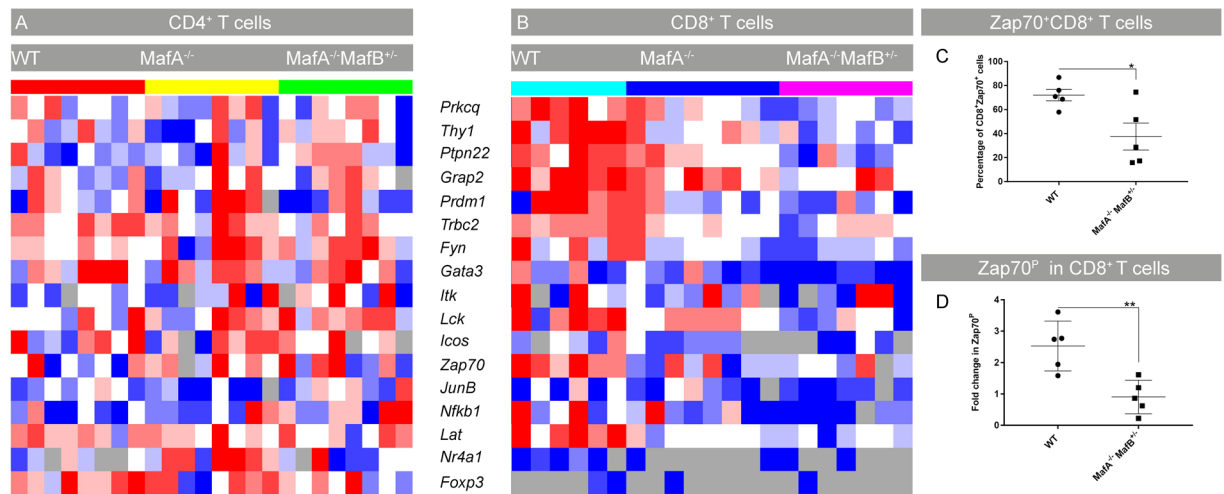 A CD4⁺ T cells
WT MafA⁻/⁻ MafA⁻/⁻MafB⁺/⁻
Prkcq
Thy1
Ptpn22
Grap2
Prdm1
Trbc2
Fyn
Gata3
Itk
Lck
Icos
Zap70
JunB
Nfkb1
Lat
Nr4a1
Foxp3
B CD8⁺ T cells
WT MafA⁻/⁻ MafA⁻/⁻MafB⁺/⁻
Zap70⁺CD8⁺ T cells
C
Percentage of CD8⁺Zap70⁺ cells
100
80
60
40
20
0
*
WT
MafA⁻/⁻MafB⁺/⁻
Zap70ᴾ in CD8⁺ T cells
D
Fold change in Zap70ᴾ
4
3
2
1
0
**
WT
MafA⁻/⁻MafB⁺/⁻